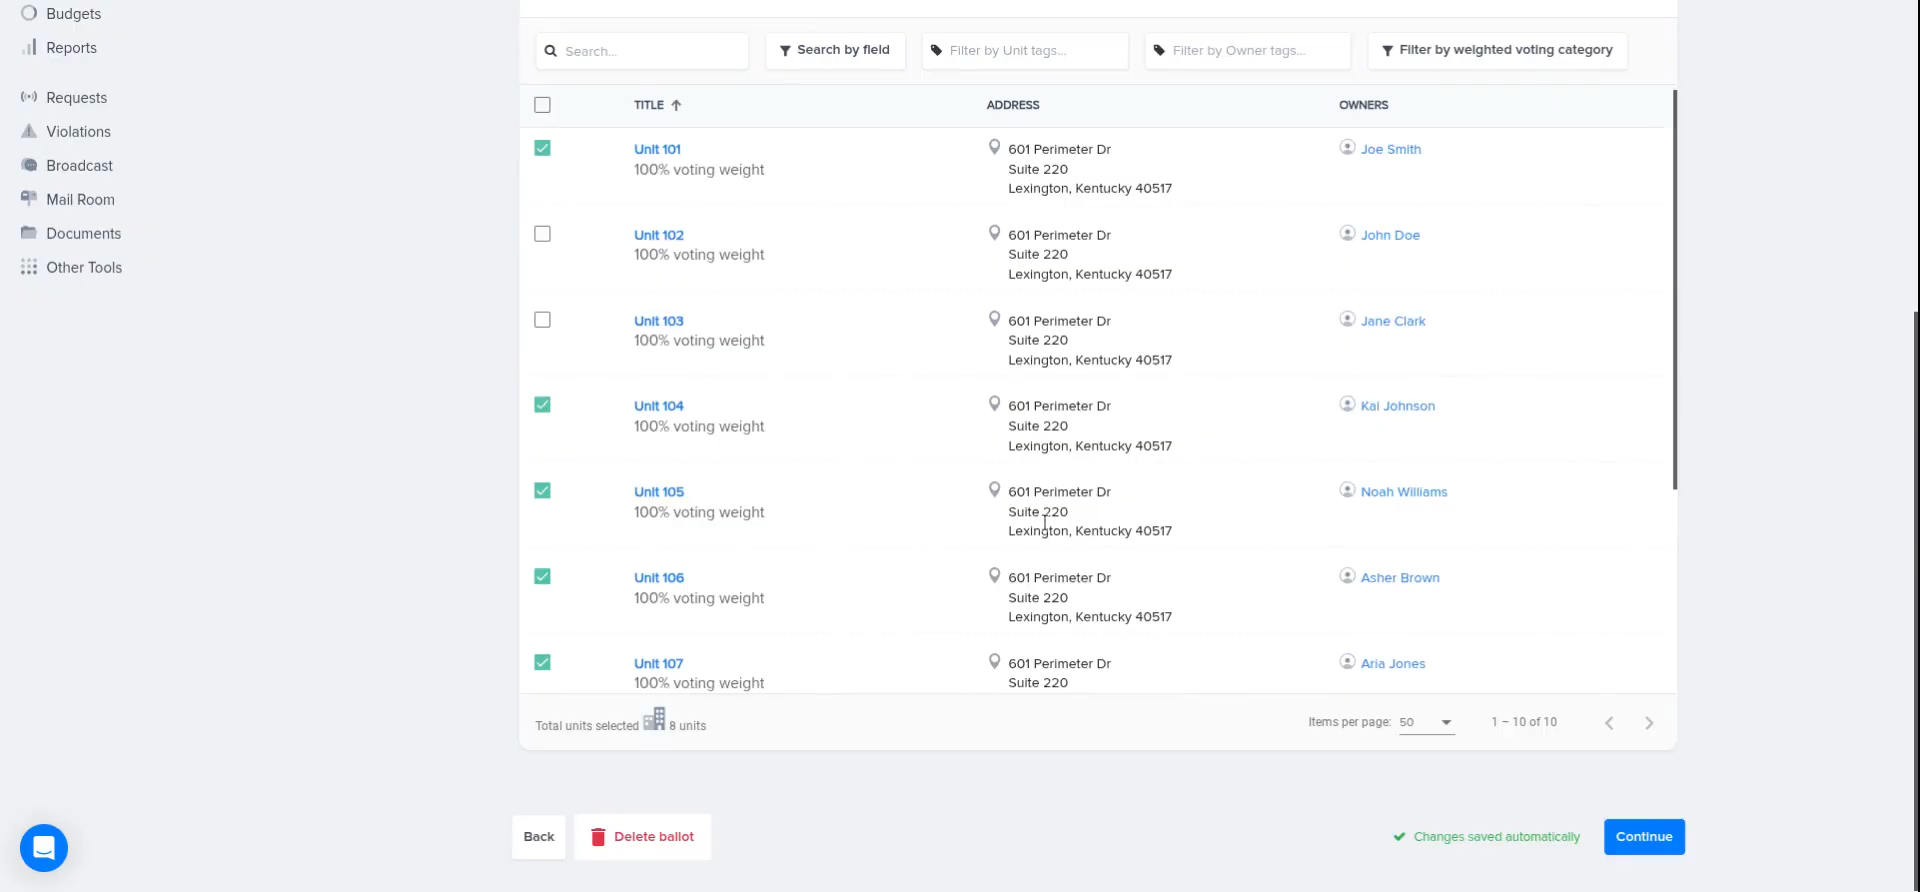 Budgets
Reports
Requests
Violations
Broadcast
Mail Room
Documents
Other Tools
Search...
Search by field
Filter by Unit tags...
Filter by Owner tags...
Filter by weighted voting category
TITLE
ADDRESS
OWNERS
Unit 101
100% voting weight
601 Perimeter Dr
Suite 220
Lexington, Kentucky 40517
Joe Smith
Unit 102
100% voting weight
601 Perimeter Dr
Suite 220
Lexington, Kentucky 40517
John Doe
Unit 103
100% voting weight
601 Perimeter Dr
Suite 220
Lexington, Kentucky 40517
Jane Clark
Unit 104
100% voting weight
601 Perimeter Dr
Suite 220
Lexington, Kentucky 40517
Kai Johnson
Unit 105
100% voting weight
601 Perimeter Dr
Suite 220
Lexington, Kentucky 40517
Noah Williams
Unit 106
100% voting weight
601 Perimeter Dr
Suite 220
Lexington, Kentucky 40517
Asher Brown
Unit 107
100% voting weight
601 Perimeter Dr
Suite 220
Aria Jones
Total units selected 8 units
Items per page: 50
1 – 10 of 10
Back
Delete ballot
Changes saved automatically
Continue